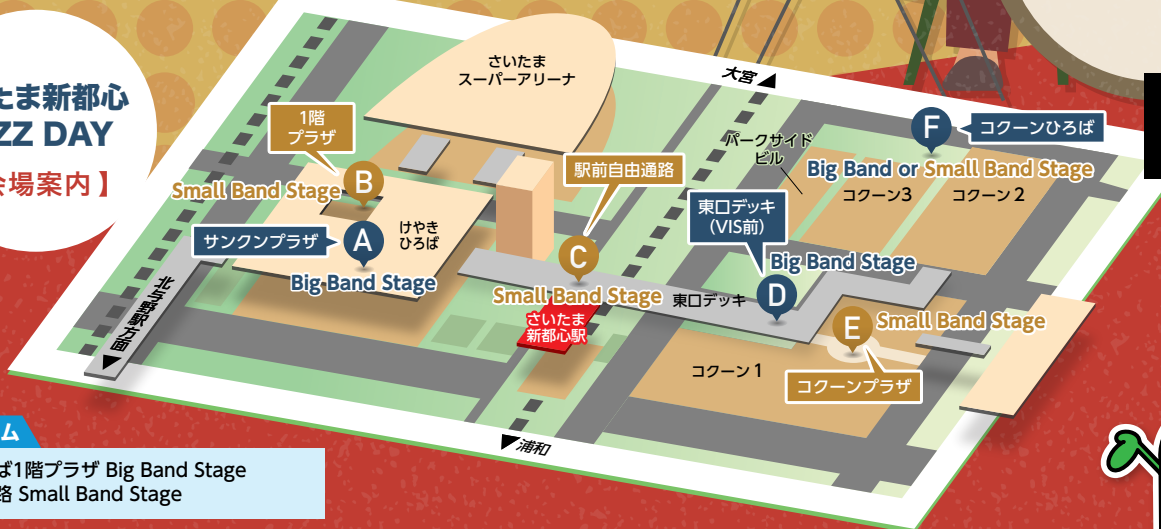 たま新都心
ZZ DAY
会場案内 】
さいたま
スーパーアリーナ
大宮▲
1階
プラザ
Small Band Stage
B
サンクンプラザ
A
けやき
ひろば
Big Band Stage
北与野駅方面
▼
駅前自由通路
C
Small Band Stage
さいたま
新都心駅
東口デッキ
パークサイド
ビル
東口デッキ
(VIS前)
Big Band Stage
D
F
コクーンひろば
Big Band or Small Band Stage
コクーン3
コクーン 2
E
Small Band Stage
コクーンプラザ
コクーン 1
▼浦和
ム
ば1階プラザ Big Band Stage
路 Small Band Stage